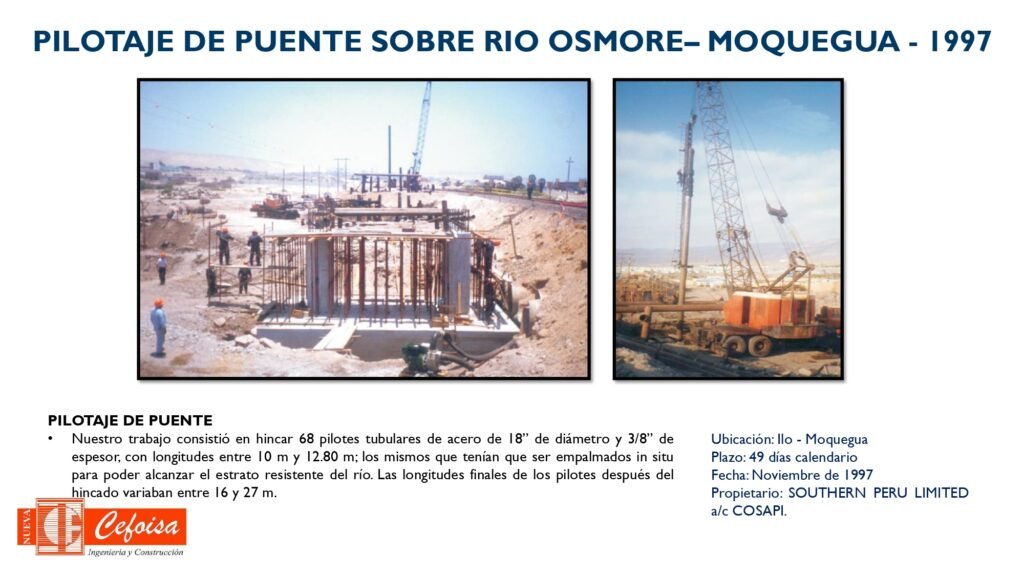 PILOTAJE DE PUENTE SOBRE RIO OSMORE– MOQUEGUA - 1997
PILOTAJE DE PUENTE
• Nuestro trabajo consistió en hincar 68 pilotes tubulares de acero de 18” de diámetro y 3/8” de
espesor, con longitudes entre 10 m y 12.80 m; los mismos que tenían que ser empalmados in situ
para poder alcanzar el estrato resistente del río. Las longitudes finales de los pilotes después del
hincado variaban entre 16 y 27 m.
Ubicación: Ilo - Moquegua
Plazo: 49 días calendario
Fecha: Noviembre de 1997
Propietario: SOUTHERN PERU LIMITED
a/c COSAPI.
NUEVA
Cefoisa
Ingeniería y Construcción